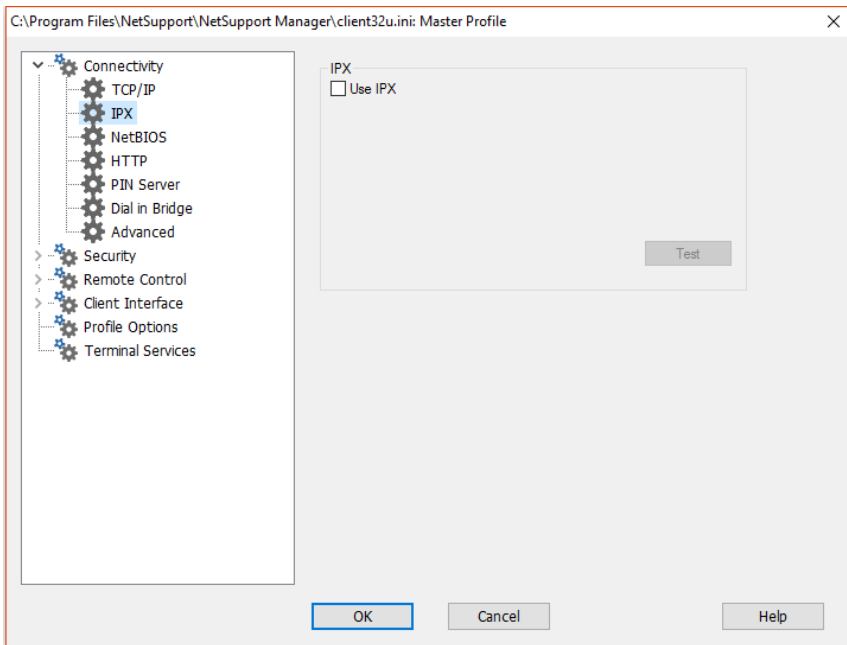 C:\Program Files\NetSupport\NetSupport Manager\client32u.ini: Master Profile
Connectivity
TCP/IP
IPX
NetBIOS
HTTP
PIN Server
Dial in Bridge
Advanced
Security
Remote Control
Client Interface
Profile Options
Terminal Services
IPX
Use IPX
Test
OK
Cancel
Help